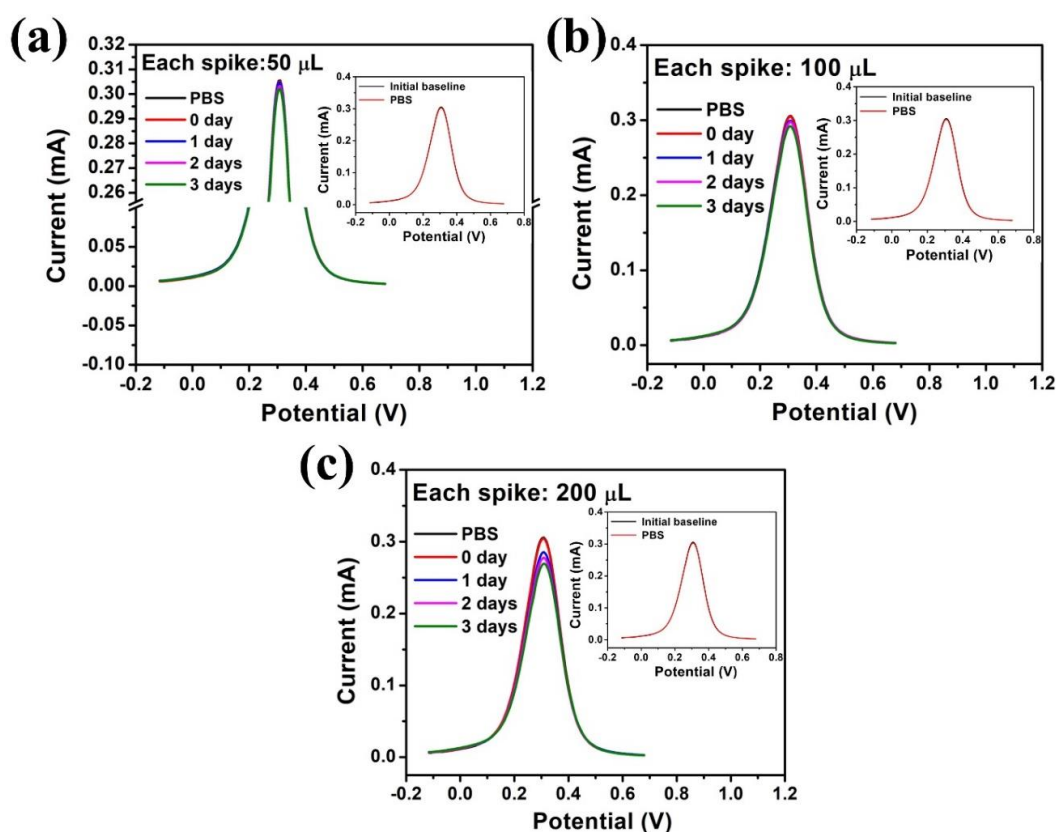 (a)
Each spike:50 μL
PBS
0 day
1 day
2 days
3 days
Current (mA)
0.32
0.31
0.30
0.29
0.28
0.27
0.26
0.05
0.00
-0.05
-0.10
-0.2 0.0 0.2 0.4 0.6 0.8 1.0 1.2
Potential (V)
Initial baseline
PBS
Current (mA)
0.4
0.3
0.2
0.1
0.0
-0.2 0.0 0.2 0.4 0.6 0.8
Potential (V)
(b)
Each spike: 100 μL
PBS
0 day
1 day
2 days
3 days
Current (mA)
0.4
0.3
0.2
0.1
0.0
-0.2 0.0 0.2 0.4 0.6 0.8 1.0 1.2
Potential (V)
Initial baseline
PBS
Current (mA)
0.4
0.3
0.2
0.1
0.0
-0.2 0.0 0.2 0.4 0.6 0.8
Potential (V)
(c)
Each spike: 200 μL
PBS
0 day
1 day
2 days
3 days
Current (mA)
0.4
0.3
0.2
0.1
0.0
-0.2 0.0 0.2 0.4 0.6 0.8 1.0 1.2
Potential (V)
Initial baseline
PBS
Current (mA)
0.4
0.3
0.2
0.1
0.0
-0.2 0.0 0.2 0.4 0.6 0.8
Potential (V)